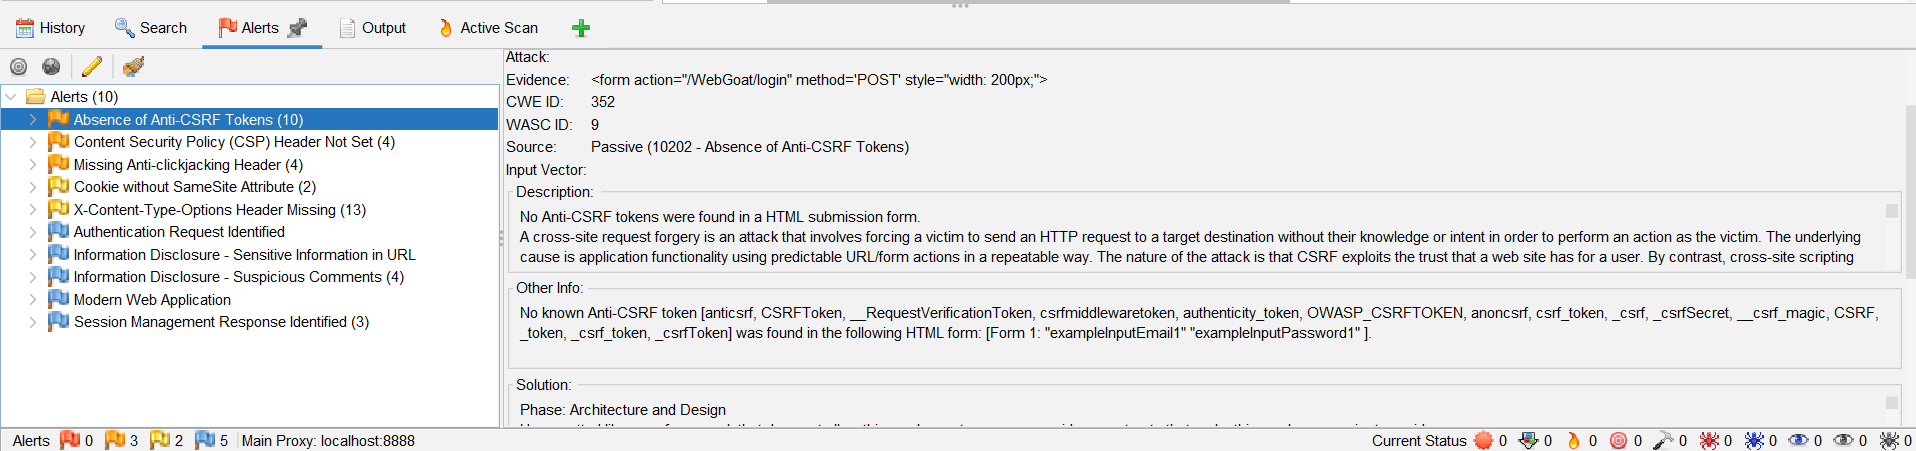 History Search Alerts Output Active Scan
Alerts (10)
Absence of Anti-CSRF Tokens (10)
Content Security Policy (CSP) Header Not Set (4)
Missing Anti-clickjacking Header (4)
Cookie without SameSite Attribute (2)
X-Content-Type-Options Header Missing (13)
Authentication Request Identified
Information Disclosure - Sensitive Information in URL
Information Disclosure - Suspicious Comments (4)
Modern Web Application
Session Management Response Identified (3)
Attack:
Evidence: <form action="/WebGoat/login" method='POST' style="width: 200px;">
CWE ID: 352
WASC ID: 9
Source: Passive (10202 - Absence of Anti-CSRF Tokens)
Input Vector:
Description:
No Anti-CSRF tokens were found in a HTML submission form.
A cross-site request forgery is an attack that involves forcing a victim to send an HTTP request to a target destination without their knowledge or intent in order to perform an action as the victim. The underlying
cause is application functionality using predictable URL/form actions in a repeatable way. The nature of the attack is that CSRF exploits the trust that a web site has for a user. By contrast, cross-site scripting
Other Info:
No known Anti-CSRF token [anticsrf, CSRFToken, __RequestVerificationToken, csrfmiddlewaretoken, authenticity_token, OWASP_CSRFTOKEN, anoncsrf, csrf_token, _csrf, _csrfSecret, __csrf_magic, CSRF,
_token, _csrf_token, _csrfToken] was found in the following HTML form: [Form 1: "exampleInputEmail1" "exampleInputPassword1" ].
Solution:
Phase: Architecture and Design
Alerts 0 3 2 5 Main Proxy: localhost:8888 Current Status 0 0 0 0 0 0 0 0 0 0